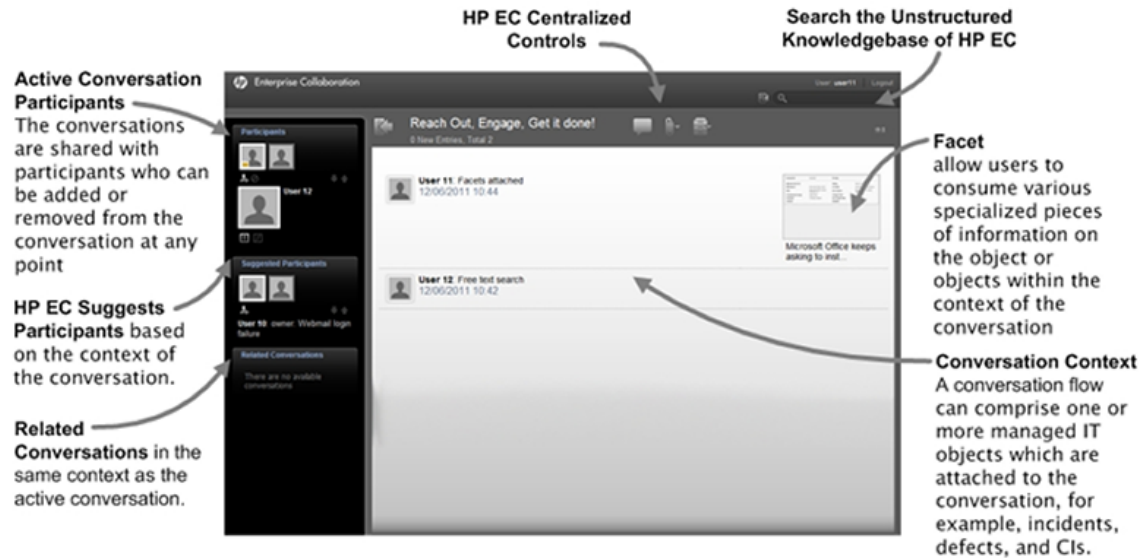 HP EC Centralized
Controls
Search the Unstructured
Knowledgebase of HP EC
Active Conversation
Participants
The conversations
are shared with
participants who can
be added or
removed from the
conversation at any
point
HP EC Suggests
Participants based
on the context of
the conversation.
Related
Conversations in the
same context as the
active conversation.
hp Enterprise Collaboration
User: user11 Logout
Participants
User 12
Suggested Participants
User 10: owner: Webmail login
failure
Related Conversations
There are no available
conversations
Reach Out, Engage, Get it done!
0 New Entries, Total 2
User 11: Facets attached
12/06/2011 10:44
Microsoft Office keeps
asking to inst...
User 12: Free text search
12/06/2011 10:42
Facet
allow users to
consume various
specialized pieces
of information on
the object or
objects within the
context of the
conversation
Conversation Context
A conversation flow
can comprise one or
more managed IT
objects which are
attached to the
conversation, for
example, incidents,
defects, and CIs.